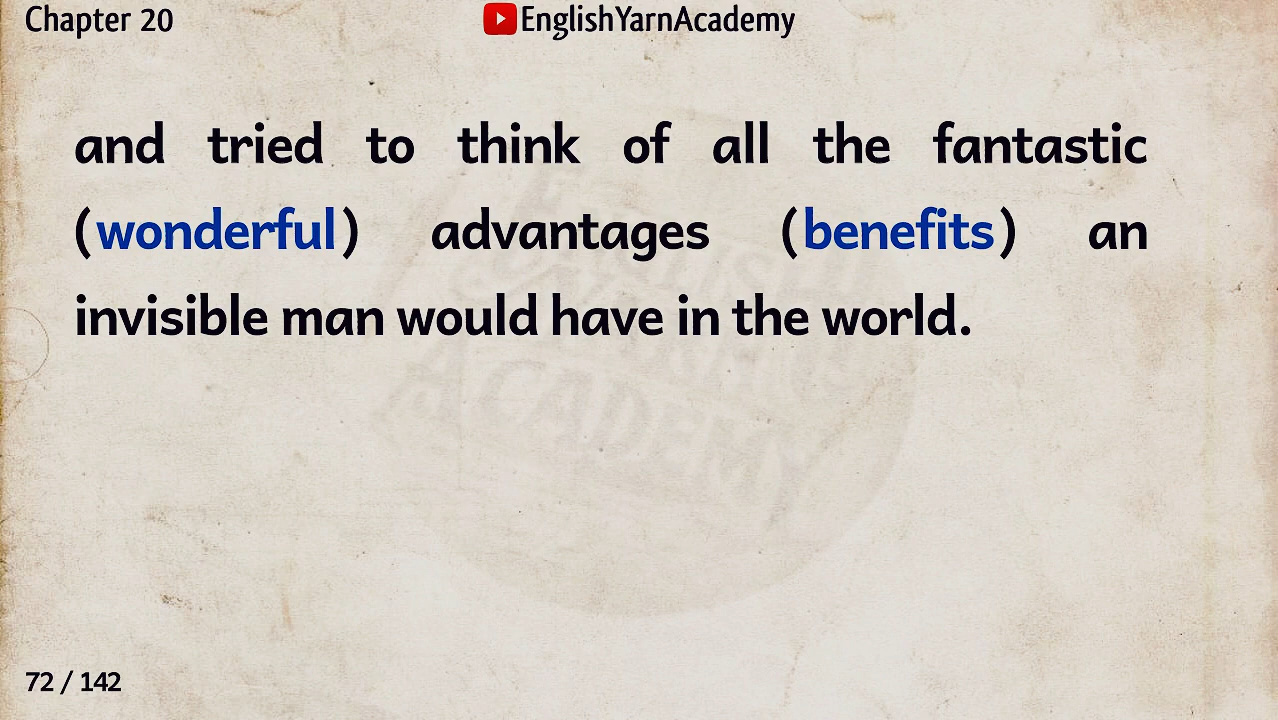 Chapter 20
EnglishYarnAcademy
and tried to think of all the fantastic
(wonderful) advantages (benefits) an
invisible man would have in the world.
ACADEMY
72 / 142